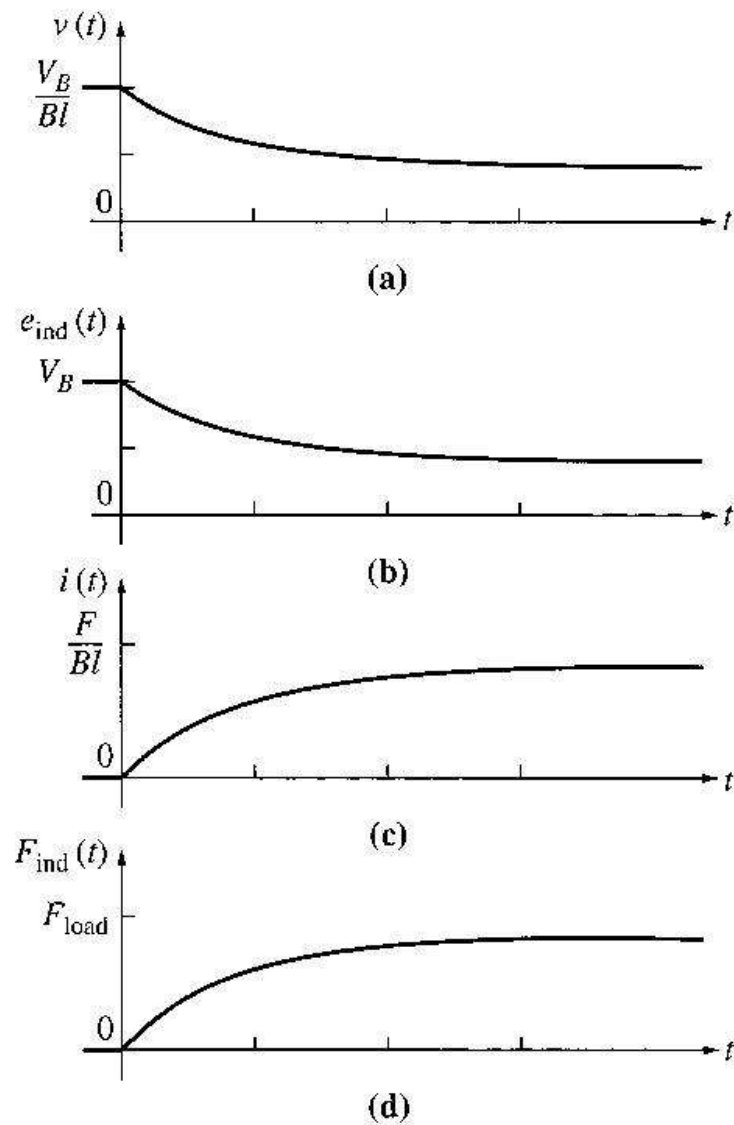 v(t)
V_B
Bl
0
t
(a)
e_ind (t)
V_B
0
t
(b)
i (t)
F
Bl
0
t
(c)
F_ind (t)
F_load
0
t
(d)